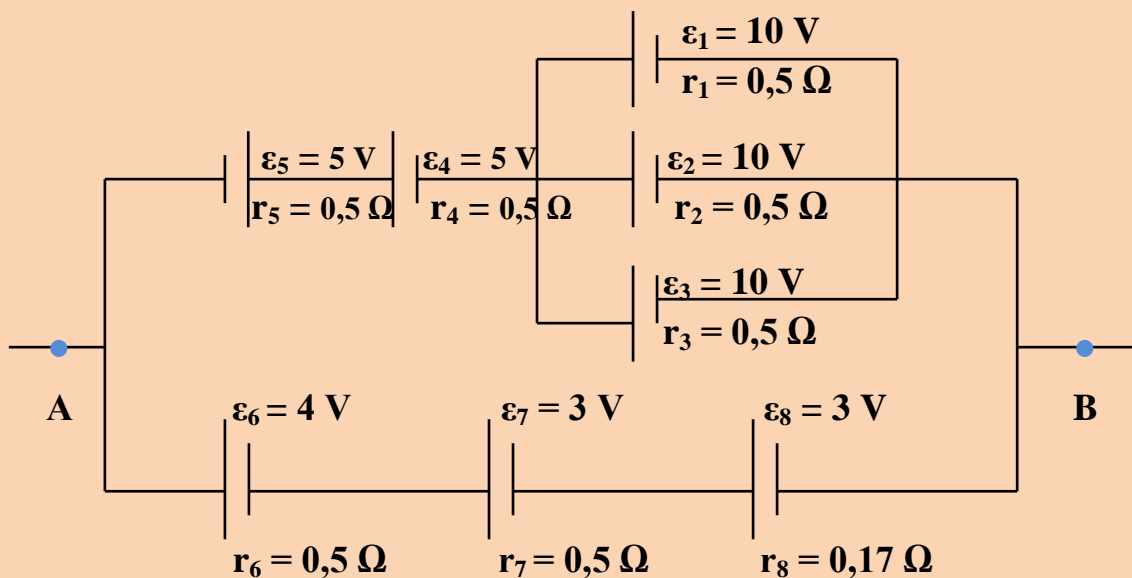 ε₁ = 10 V
r₁ = 0,5 Ω
ε₅ = 5 V
ε₄ = 5 V
ε₂ = 10 V
r₅ = 0,5 Ω
r₄ = 0,5 Ω
r₂ = 0,5 Ω
ε₃ = 10 V
r₃ = 0,5 Ω
A
B
ε₆ = 4 V
ε₇ = 3 V
ε₈ = 3 V
r₆ = 0,5 Ω
r₇ = 0,5 Ω
r₈ = 0,17 Ω